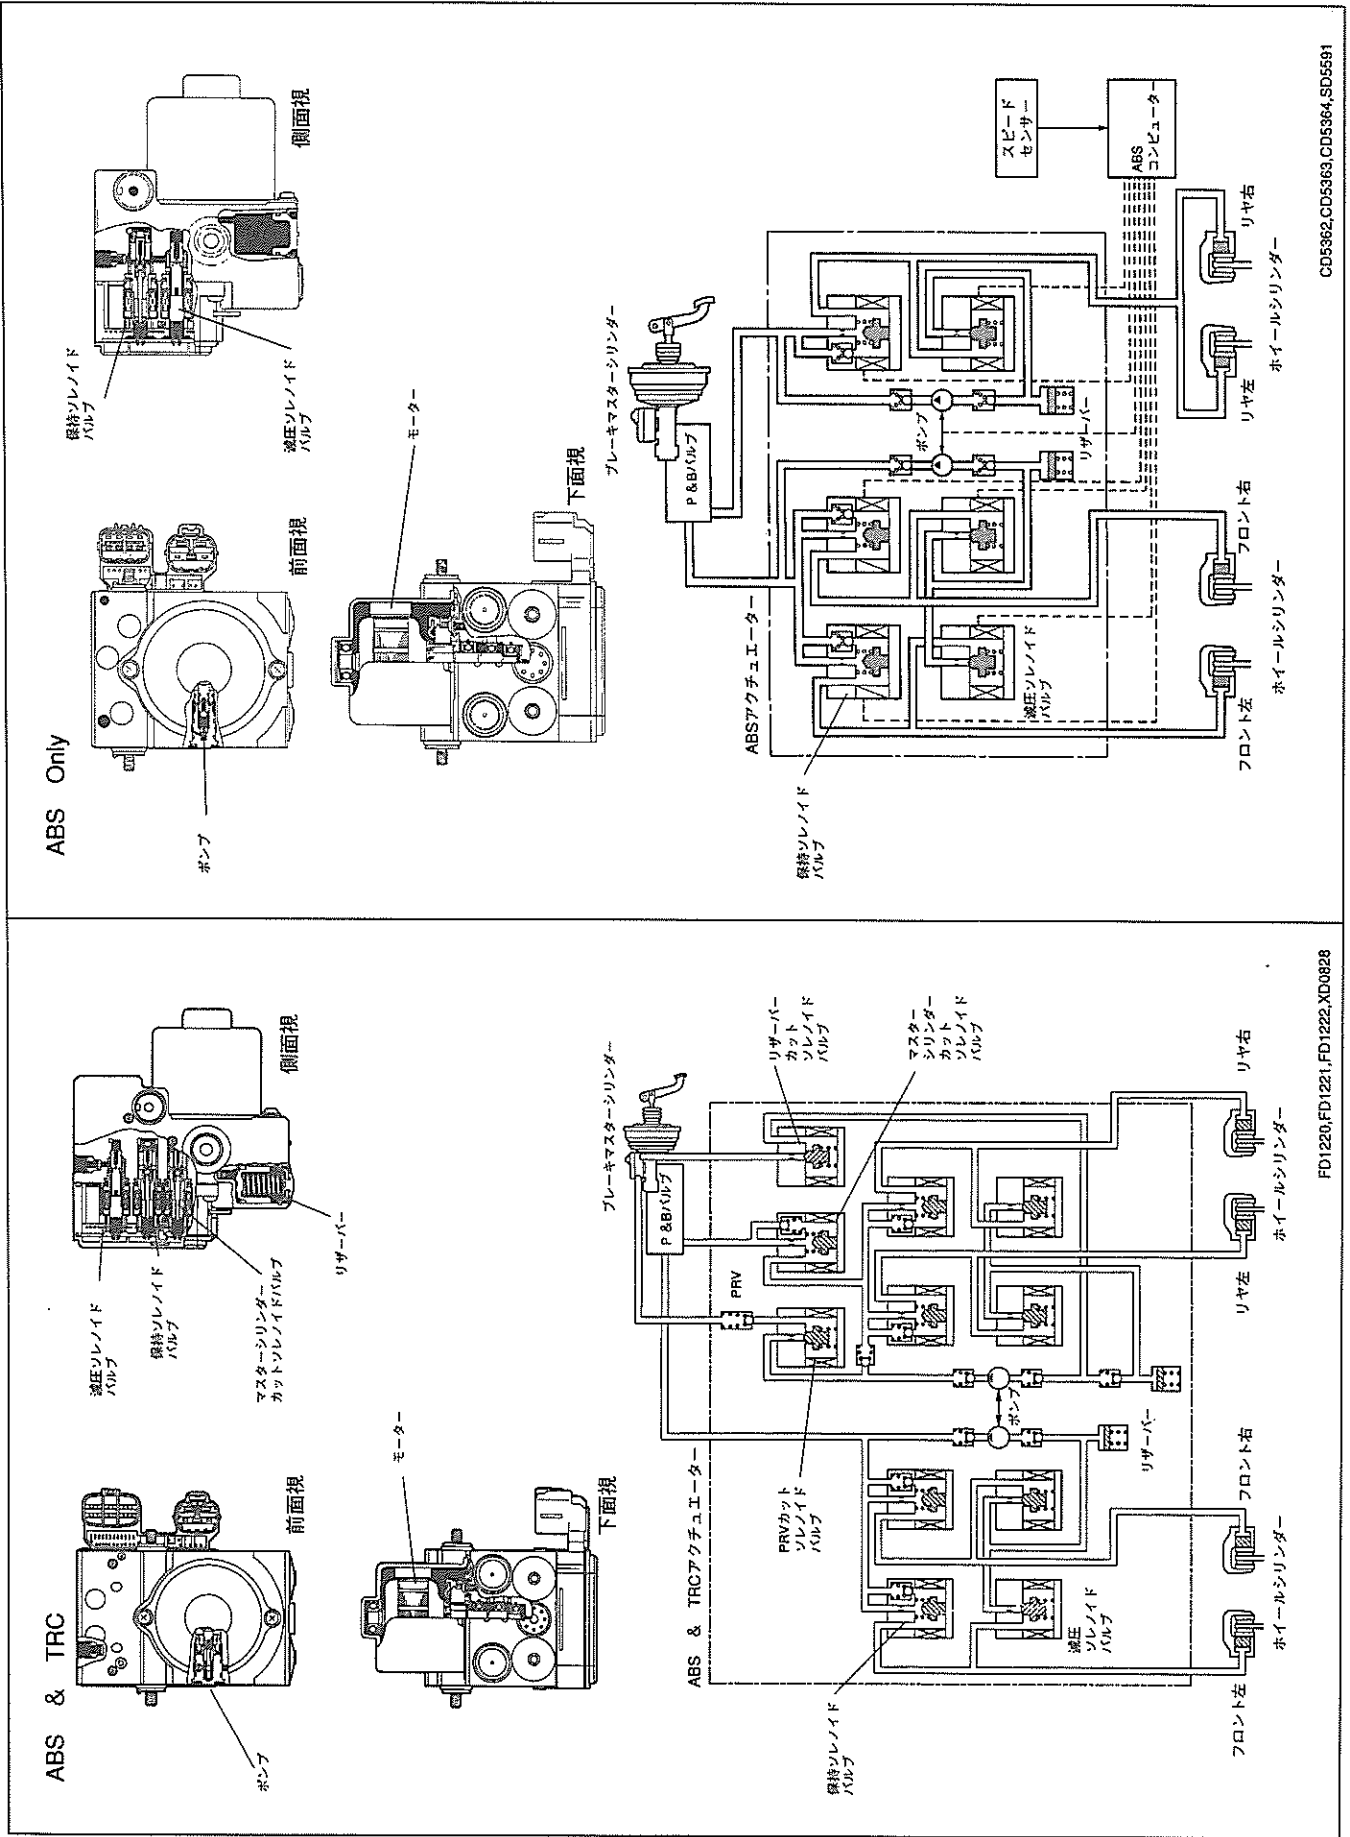 ABS & TRC
ポンプ
前面視
減圧ソレノイド
バルブ
保持ソレノイド
バルブ
マスターシリンダー
カットソレノイドバルブ
リザーバー
側面視
モーター
下面視
ブレーキマスターシリンダー
P &Bバルブ
PRV
リザーバー
カット
ソレノイド
バルブ
マスター
シリンダー
カット
ソレノイド
バルブ
ABS & TRCアクチュエーター
PRVカット
ソレノイド
バルブ
保持ソレノイド
バルブ
減圧
ソレノイド
バルブ
ポンプ
リザーバー
フロント左
フロント右
ホイールシリンダー
リヤ左
リヤ右
ホイールシリンダー
FD1220,FD1221,FD1222,XD0828
ABS Only
ポンプ
前面視
保持ソレノイド
バルブ
減圧ソレノイド
バルブ
側面視
モーター
下面視
ブレーキマスターシリンダー
P &Bバルブ
ABSアクチュエーター
保持ソレノイド
バルブ
減圧ソレノイド
バルブ
ポンプ
リザーバー
スピード
センサー
ABS
コンピューター
フロント左
フロント右
ホイールシリンダー
リヤ左
リヤ右
ホイールシリンダー
CD5362,CD5363,CD5364,SD5591